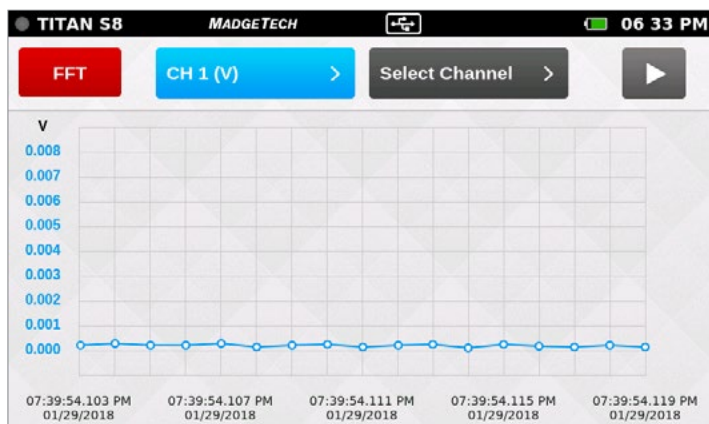 TITAN S8 MADGETECH 06 33 PM
FFT CH 1 (V) > Select Channel >
V
0.008
0.007
0.006
0.005
0.004
0.003
0.002
0.001
0.000
07:39:54.103 PM 07:39:54.107 PM 07:39:54.111 PM 07:39:54.115 PM 07:39:54.119 PM
01/29/2018 01/29/2018 01/29/2018 01/29/2018 01/29/2018